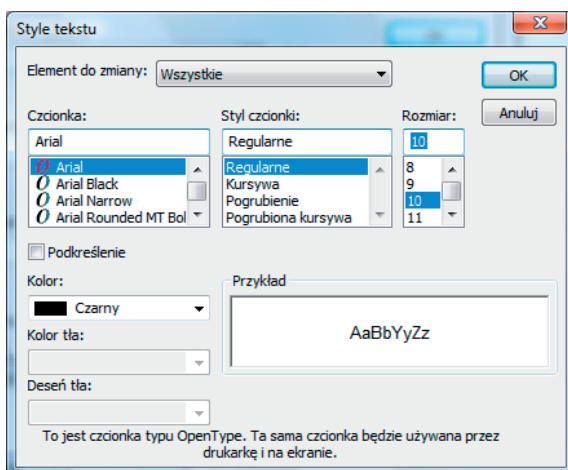 Style tekstu
Element do zmiany: Wszystkie
OK
Czcionka: Styl czcionki: Rozmiar: Anuluj
Arial Regularne 10
Arial Regularne 8
Arial Black Kursywa 9
Arial Narrow Pogrubienie 10
Arial Rounded MT Bol Pogrubiona kursywa 11
Podkreślenie
Kolor: Przykład
Czarny
AaBbYyZz
Kolor tła:
Deseń tła:
To jest czcionka typu OpenType. Ta sama czcionka będzie używana przez
drukarkę i na ekranie.